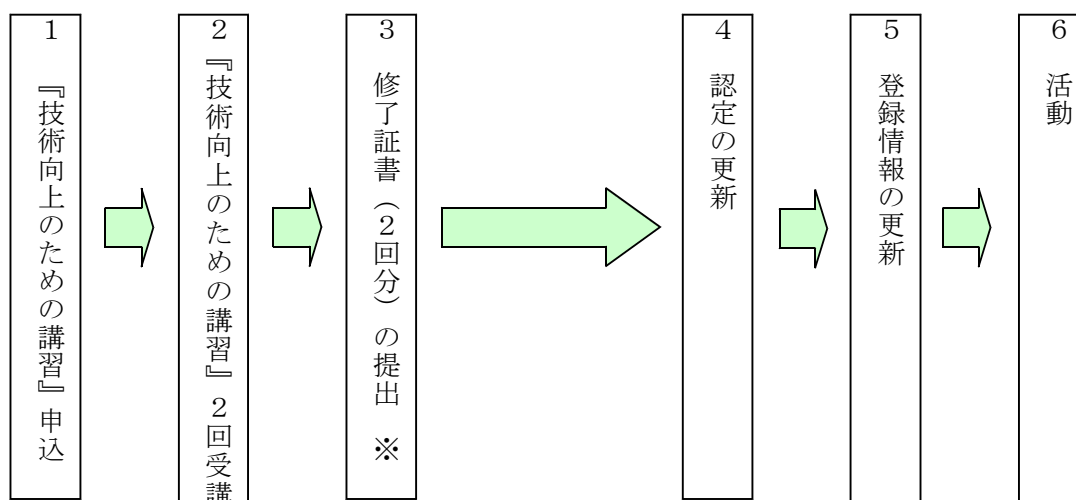 1 『技術向上のための講習』申込
2 『技術向上のための講習』2回受講
3 修了証書(2回分)の提出 ※
4 認定の更新
5 登録情報の更新
6 活動